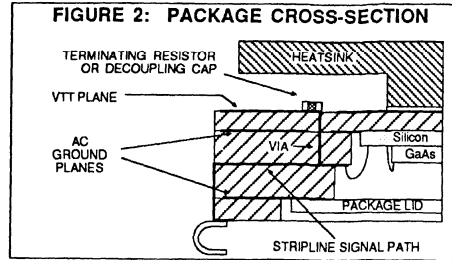 FIGURE 2: PACKAGE CROSS-SECTION
TERMINATING RESISTOR
OR DECOUPLING CAP
HEATSINK
VTT PLANE
AC
GROUND
PLANES
VIA
Silicon
GaAs
PACKAGE LID
STRIPLINE SIGNAL PATH